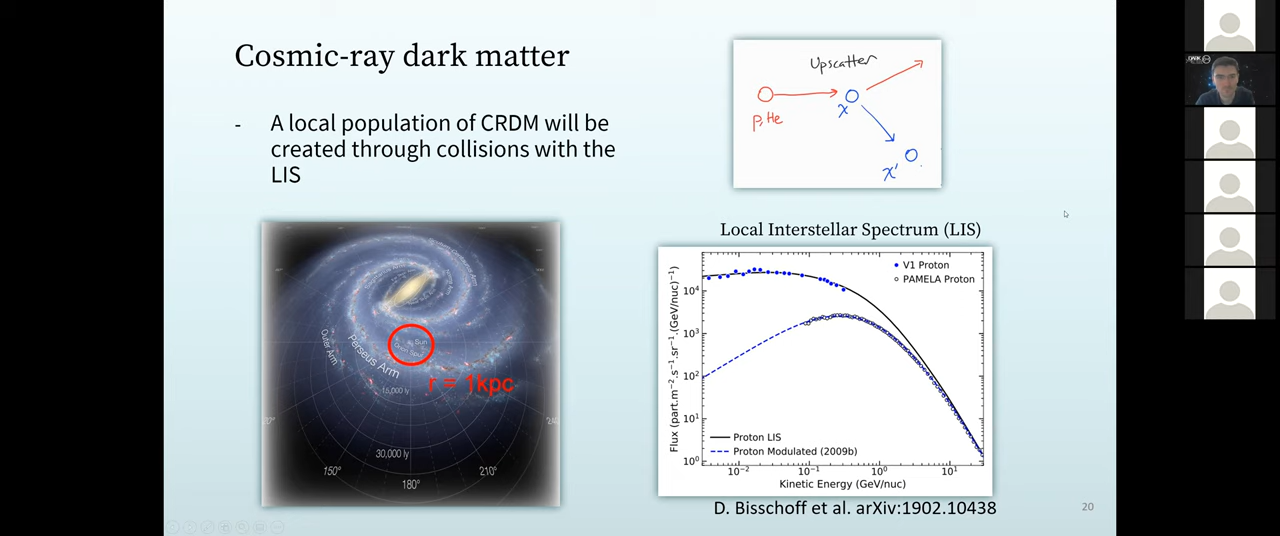 Cosmic-ray dark matter
- A local population of CRDM will be
created through collisions with the
LIS
Upscatter
p, He
χ
χ'
Sun
Perseus Arm
Outer Arm
r = 1kpc
15,000 ly
30,000 ly
150°
180°
210°
Local Interstellar Spectrum (LIS)
Flux (part.m⁻².s⁻¹.sr⁻¹.(GeV/nuc)⁻¹)
10⁴
10³
10²
10¹
10⁰
V1 Proton
PAMELA Proton
Proton LIS
Proton Modulated (2009b)
10⁻² 10⁻¹ 10⁰ 10¹
Kinetic Energy (GeV/nuc)
D. Bisschoff et al. arXiv:1902.10438
20